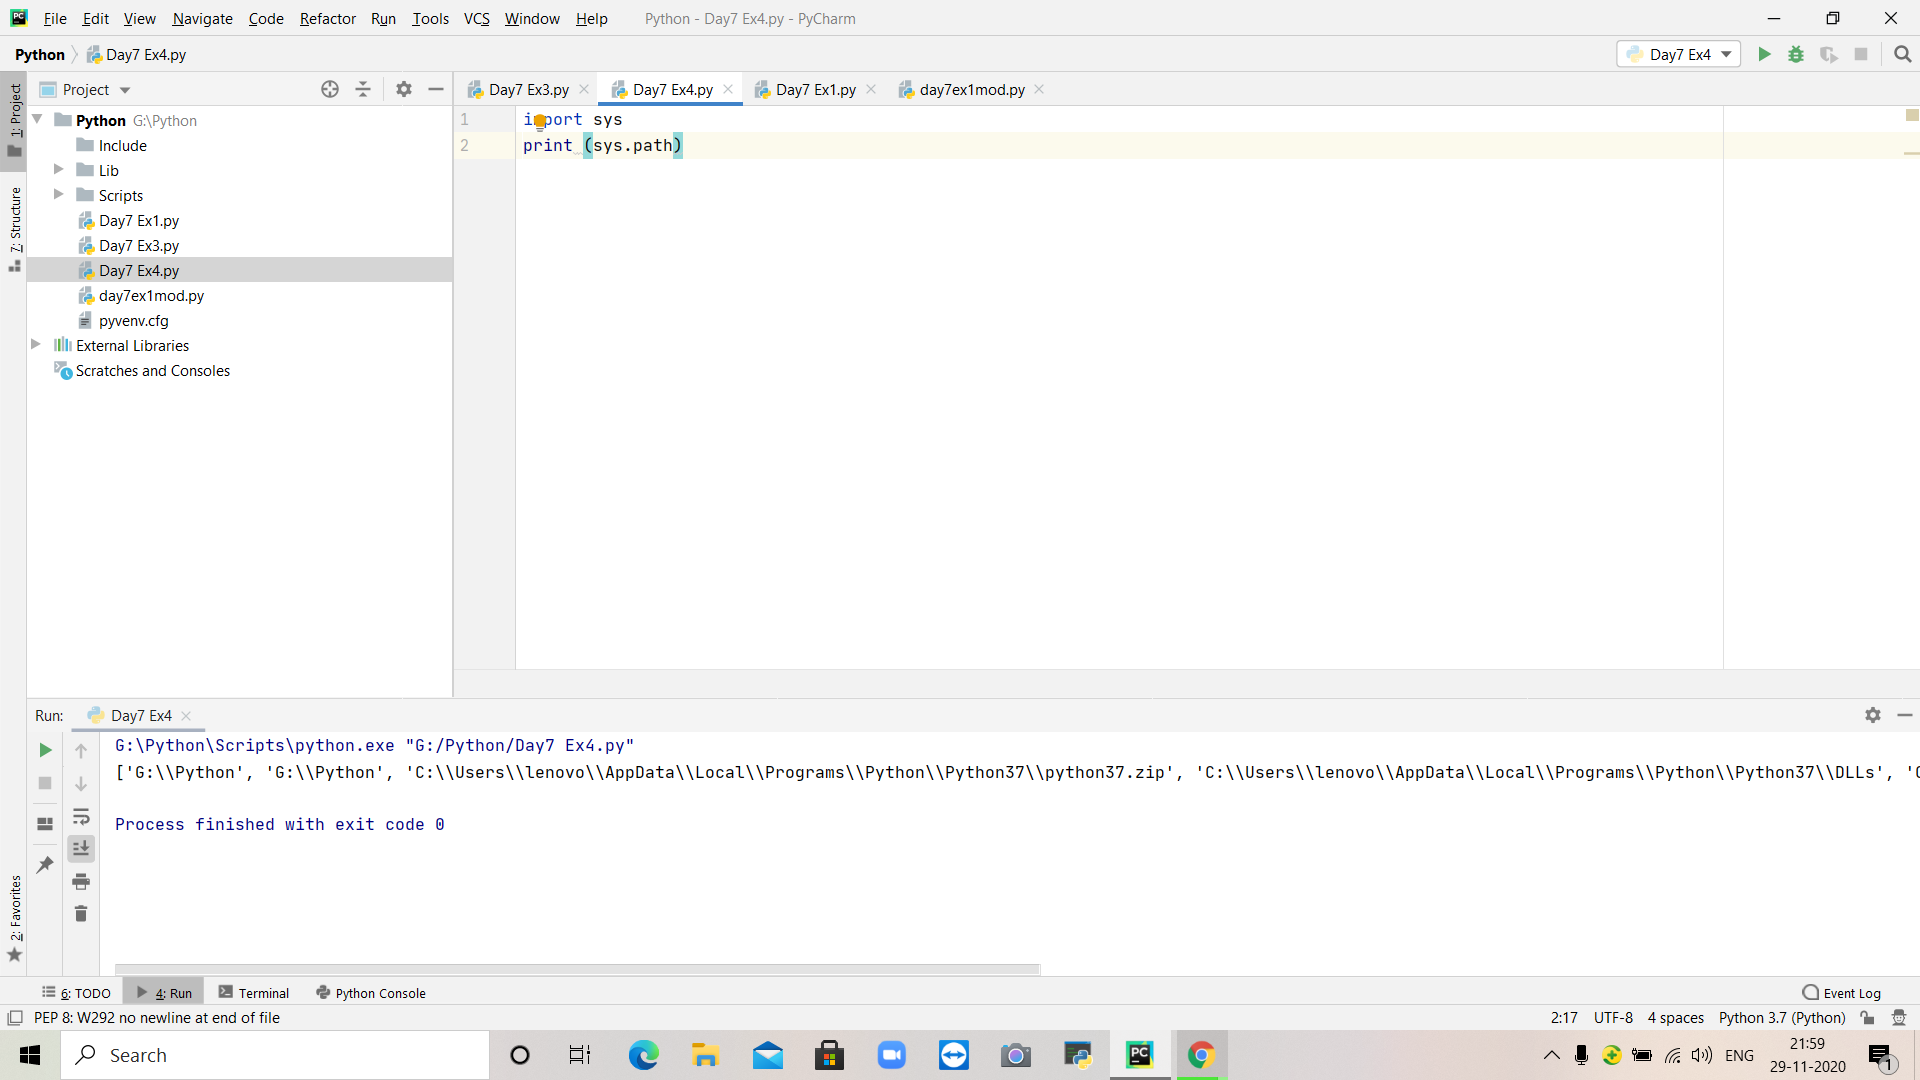 File Edit View Navigate Code Refactor Run Tools VCS Window Help Python - Day7 Ex4.py - PyCharm
Python Day7 Ex4.py Day7 Ex4
1: Project
Project
Day7 Ex3.py Day7 Ex4.py Day7 Ex1.py day7ex1mod.py
Python G:\Python
Include
Lib
Scripts
Day7 Ex1.py
Day7 Ex3.py
Day7 Ex4.py
day7ex1mod.py
pyvenv.cfg
External Libraries
Scratches and Consoles
7: Structure
1 import sys
2 print (sys.path)
Run: Day7 Ex4
G:\Python\Scripts\python.exe "G:/Python/Day7 Ex4.py"
['G:\\Python', 'G:\\Python', 'C:\\Users\\lenovo\\AppData\\Local\\Programs\\Python\\Python37\\python37.zip', 'C:\\Users\\lenovo\\AppData\\Local\\Programs\\Python\\Python37\\DLLs', '
Process finished with exit code 0
2: Favorites
6: TODO 4: Run Terminal Python Console Event Log
PEP 8: W292 no newline at end of file 2:17 UTF-8 4 spaces Python 3.7 (Python)
Search ENG 21:59
29-11-2020
1